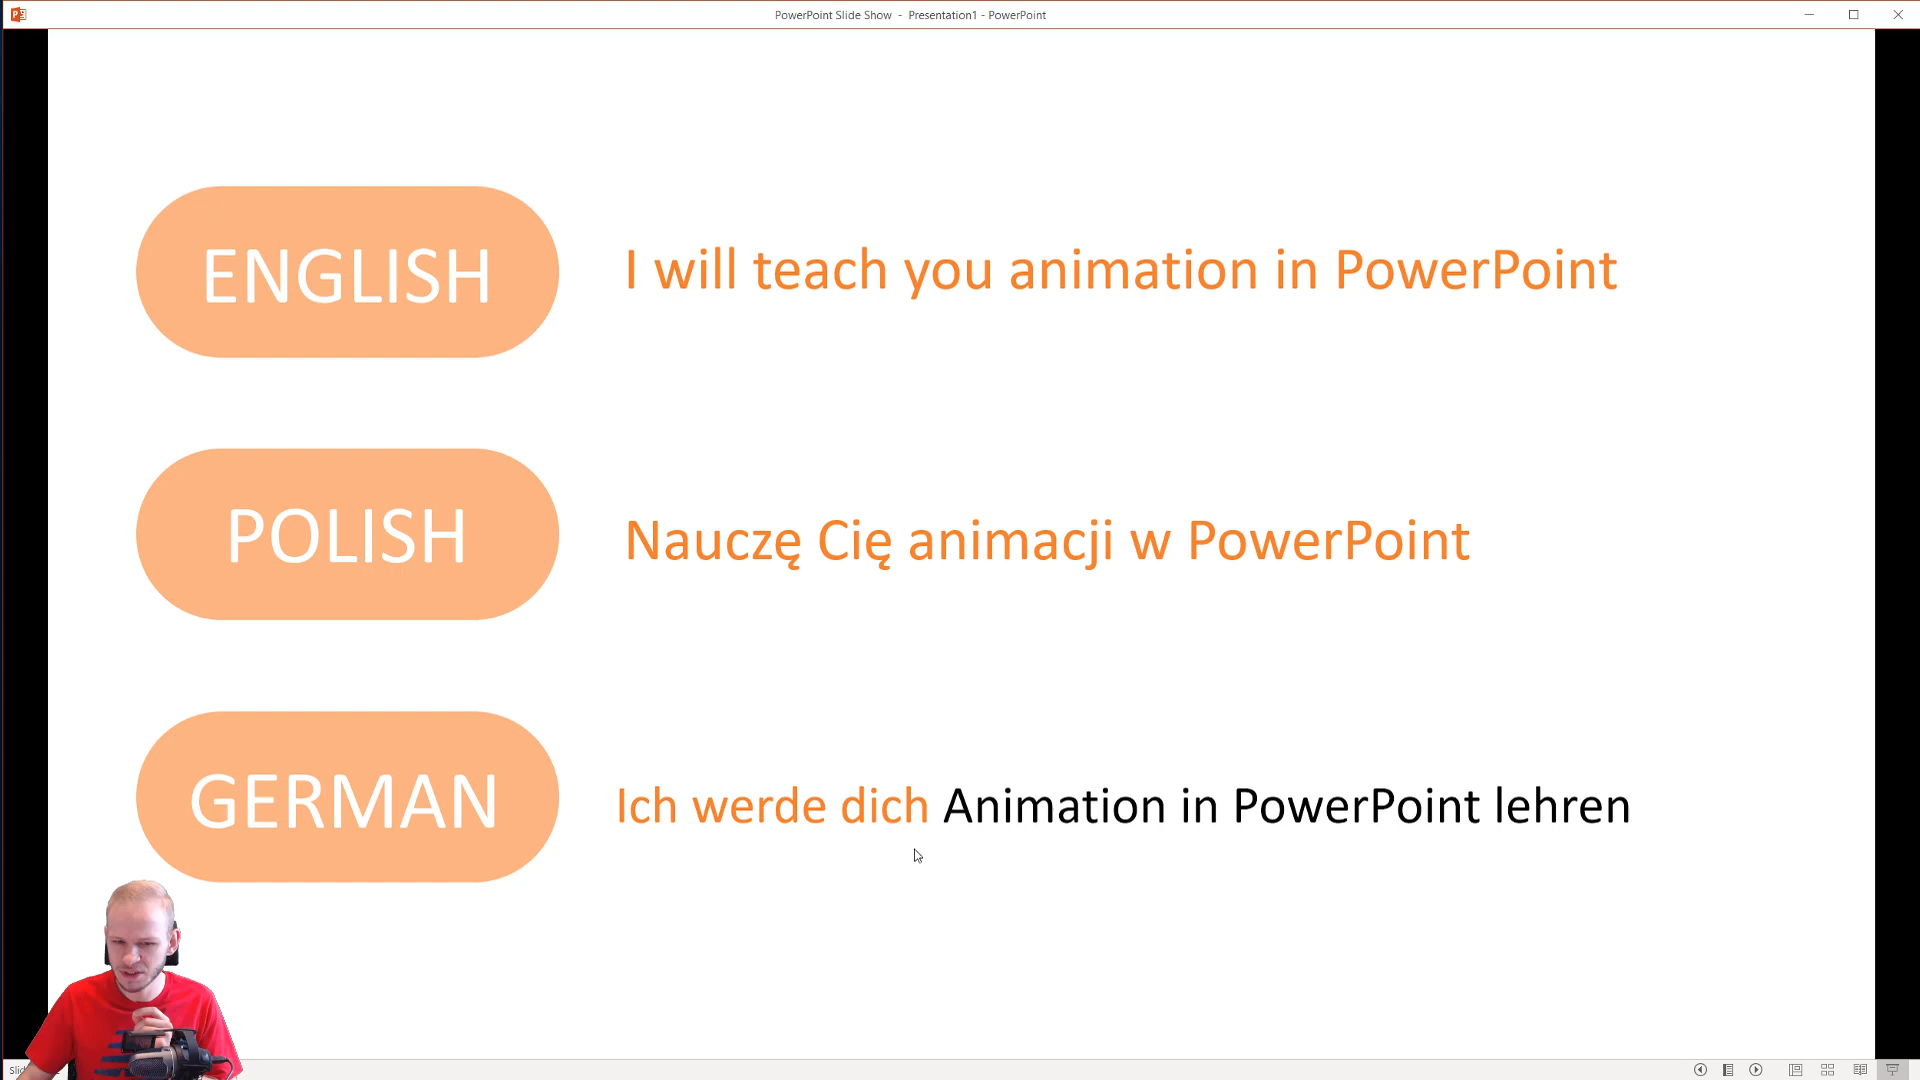 PowerPoint Slide Show - Presentation1 - PowerPoint
ENGLISH
I will teach you animation in PowerPoint
POLISH
Nauczę Cię animacji w PowerPoint
GERMAN
Ich werde dich Animation in PowerPoint lehren